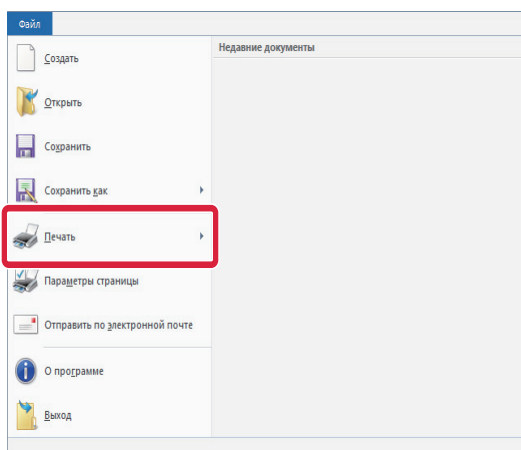 Файл
Недавние документы
Создать
Открыть
Сохранить
Сохранить как
Печать
Параметры страницы
Отправить по электронной почте
О программе
Выход